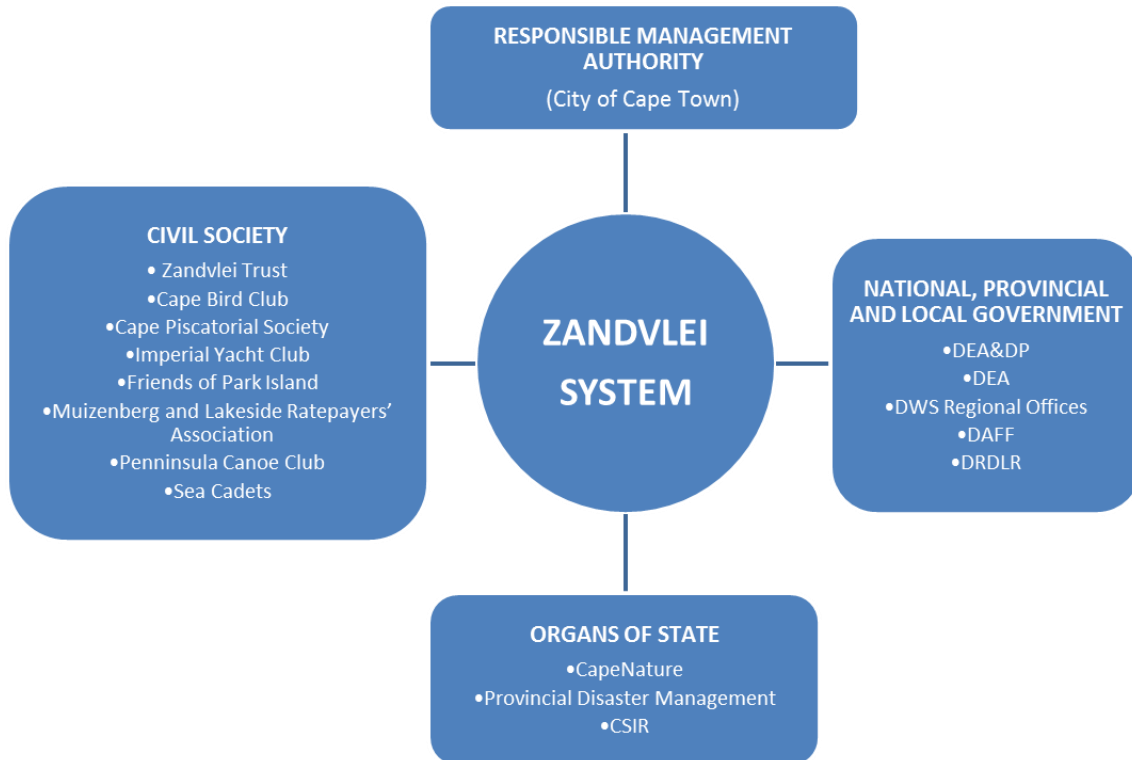 RESPONSIBLE MANAGEMENT
AUTHORITY
(City of Cape Town)
CIVIL SOCIETY
• Zandvlei Trust
•Cape Bird Club
•Cape Piscatorial Society
•Imperial Yacht Club
•Friends of Park Island
•Muizenberg and Lakeside Ratepayers’
Association
•Penninsula Canoe Club
•Sea Cadets
ZANDVLEI
SYSTEM
NATIONAL, PROVINCIAL
AND LOCAL GOVERNMENT
•DEA&DP
•DEA
•DWS Regional Offices
•DAFF
•DRDLR
ORGANS OF STATE
•CapeNature
•Provincial Disaster Management
•CSIR